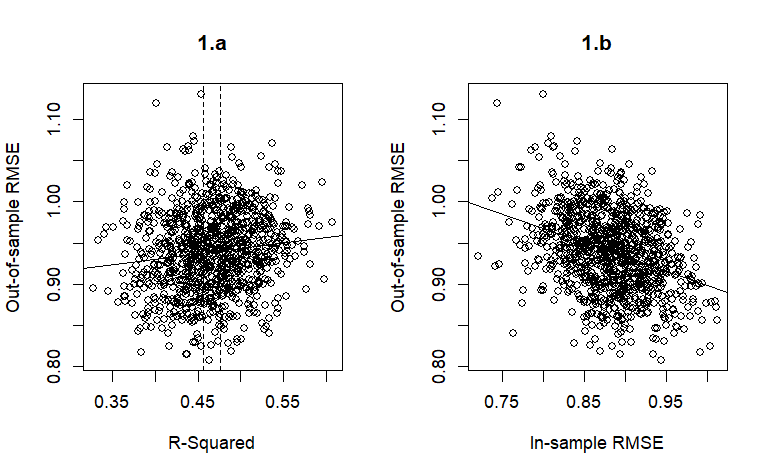 1.a
Out-of-sample RMSE
0.80
0.90
1.00
1.10
0.35
0.45
0.55
R-Squared
1.b
Out-of-sample RMSE
0.80
0.90
1.00
1.10
0.75
0.85
0.95
In-sample RMSE